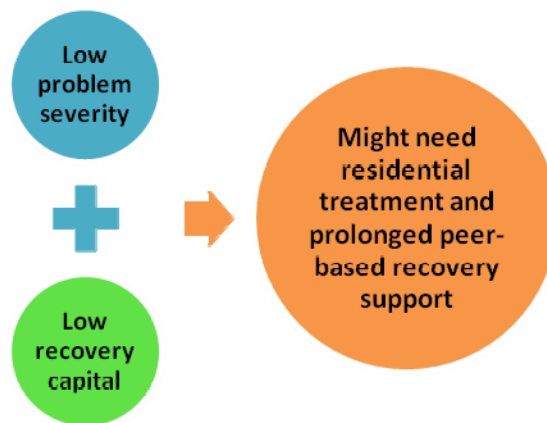 Low
problem
severity
Low
recovery
capital
Might need
residential
treatment and
prolonged peer-
based recovery
support